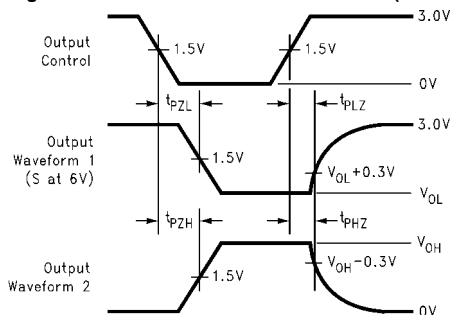 3.0V
Output
Control
1.5V
1.5V
0V
tPZL
tPLZ
3.0V
Output
Waveform 1
(S at 6V)
1.5V
VOL+0.3V
VOL
tPZH
tPHZ
VOH
Output
Waveform 2
1.5V
VOH−0.3V
0V